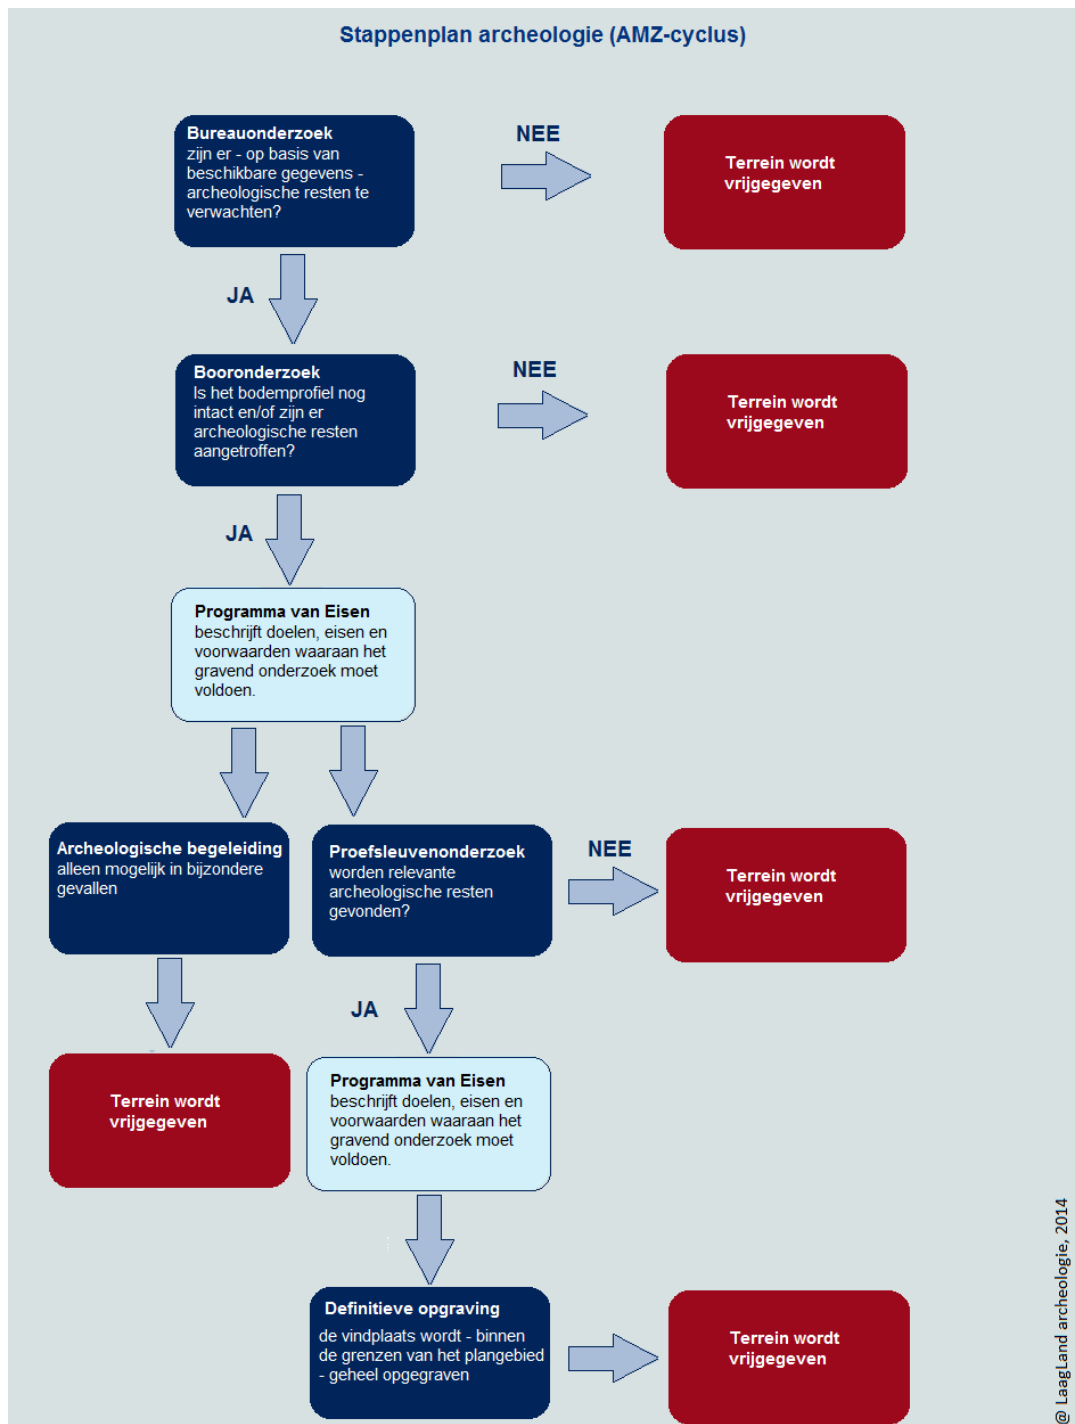 Stappenplan archeologie (AMZ-cyclus)
Bureauonderzoek
zijn er - op basis van
beschikbare gegevens -
archeologische resten te
verwachten?
NEE
Terrein wordt
vrijgegeven
JA
Booronderzoek
Is het bodemprofiel nog
intact en/of zijn er
archeologische resten
aangetroffen?
NEE
Terrein wordt
vrijgegeven
JA
Programma van Eisen
beschrijft doelen, eisen en
voorwaarden waaraan het
gravend onderzoek moet
voldoen.
Archeologische begeleiding
alleen mogelijk in bijzondere
gevallen
Proefsleuvenonderzoek
worden relevante
archeologische resten
gevonden?
NEE
Terrein wordt
vrijgegeven
JA
Terrein wordt
vrijgegeven
Programma van Eisen
beschrijft doelen, eisen en
voorwaarden waaraan het
gravend onderzoek moet
voldoen.
Definitieve opgraving
de vindplaats wordt - binnen
de grenzen van het plangebied
- geheel opgegraven
Terrein wordt
vrijgegeven
@ LaagLand archeologie, 2014